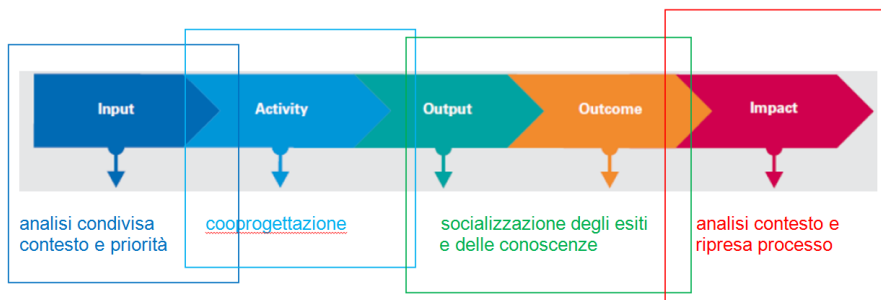 Input
Activity
Output
Outcome
Impact
analisi condivisa
contesto e priorità
cooprogettazione
socializzazione degli esiti
e delle conoscenze
analisi contesto e
ripresa processo